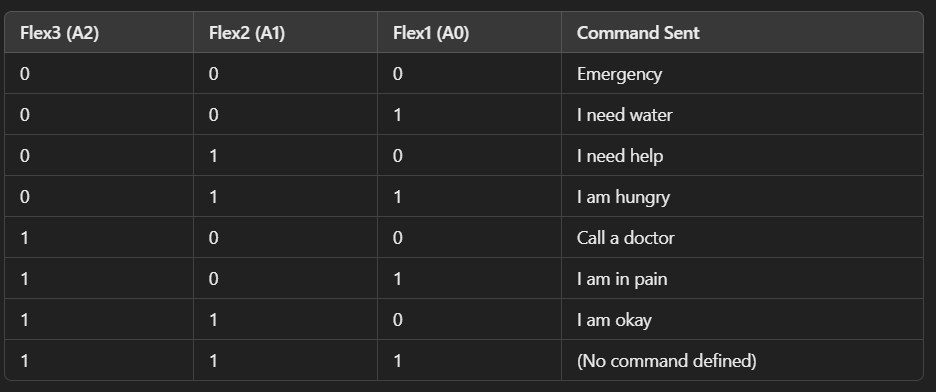 Flex3 (A2) Flex2 (A1) Flex1 (A0) Command Sent
0 0 0 Emergency
0 0 1 I need water
0 1 0 I need help
0 1 1 I am hungry
1 0 0 Call a doctor
1 0 1 I am in pain
1 1 0 I am okay
1 1 1 (No command defined)